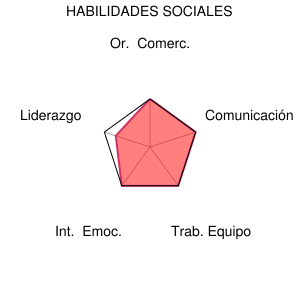 HABILIDADES SOCIALES
Or. Comerc.
Liderazgo
Comunicación
Int. Emoc.
Trab. Equipo